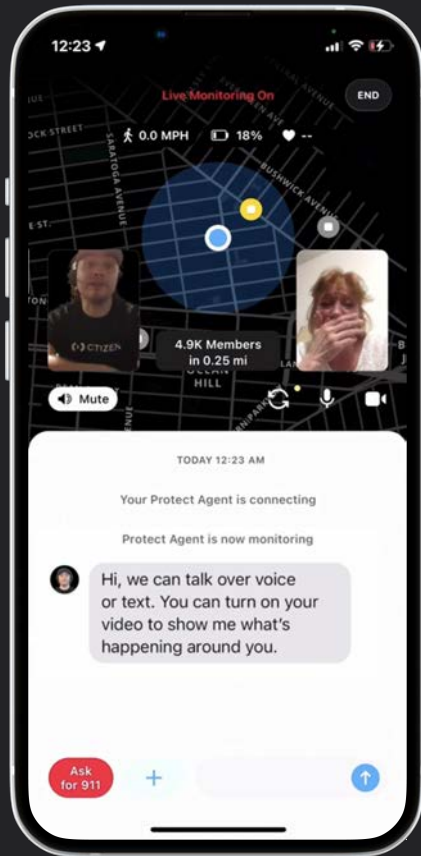 12:23
Live Monitoring On
END
0.0 MPH
18%
--
OCK STREET
SARATOGA AVENUE
BUSHWICK AVENUE
E ST.
CITIZEN
4.9K Members
in 0.25 mi
HILL
Mute
TODAY 12:23 AM
Your Protect Agent is connecting
Protect Agent is now monitoring
Hi, we can talk over voice
or text. You can turn on your
video to show me what's
happening around you.
Ask
for 911